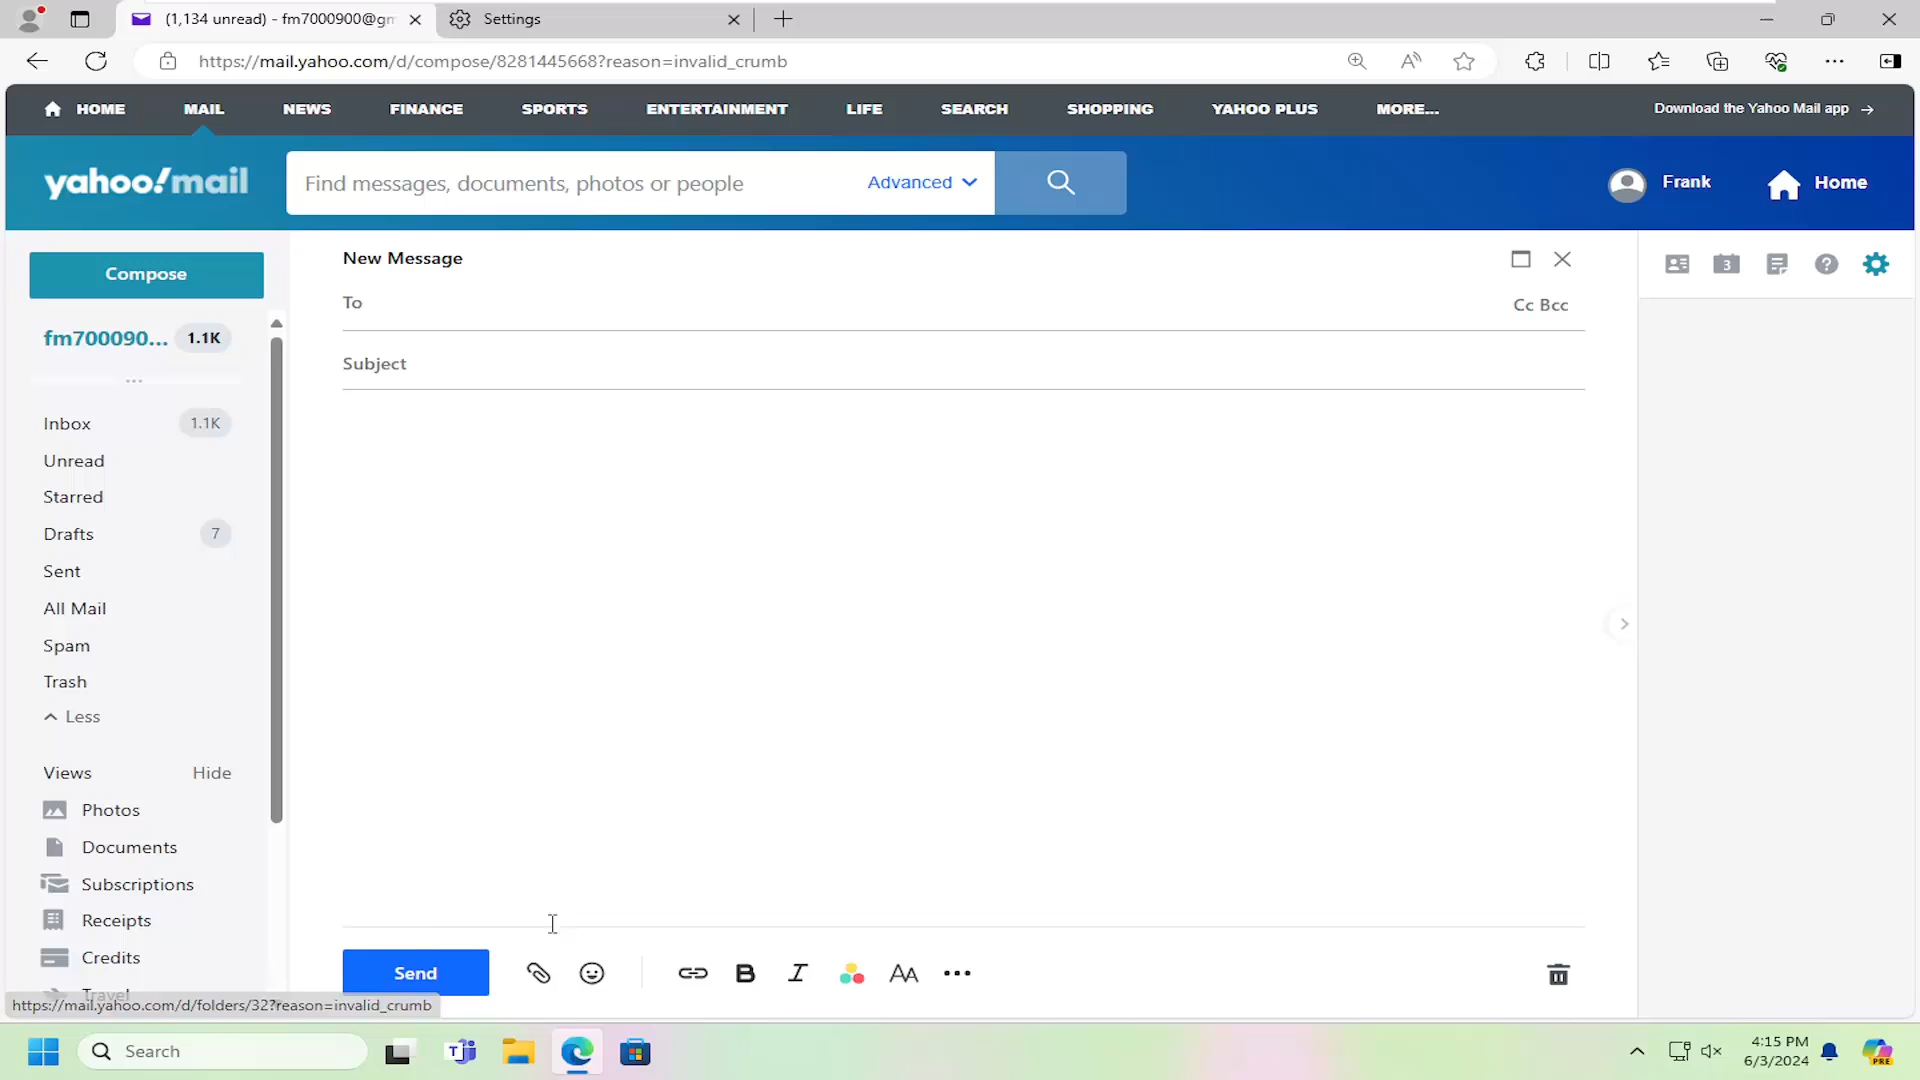 (1,134 unread) - fm7000900@gm
Settings
https://mail.yahoo.com/d/compose/8281445668?reason=invalid_crumb
HOME
MAIL
NEWS
FINANCE
SPORTS
ENTERTAINMENT
LIFE
SEARCH
SHOPPING
YAHOO PLUS
MORE...
Download the Yahoo Mail app →
yahoo!mail
Find messages, documents, photos or people
Advanced
Frank
Home
Compose
New Message
3
To
Cc Bcc
fm700090... 1.1K
Subject
Inbox 1.1K
Unread
Starred
Drafts 7
Sent
All Mail
Spam
Trash
Less
Views Hide
Photos
Documents
Subscriptions
Receipts
Credits
Travel
Send
B I AA
https://mail.yahoo.com/d/folders/32?reason=invalid_crumb
Search
4:15 PM
6/3/2024
PRE